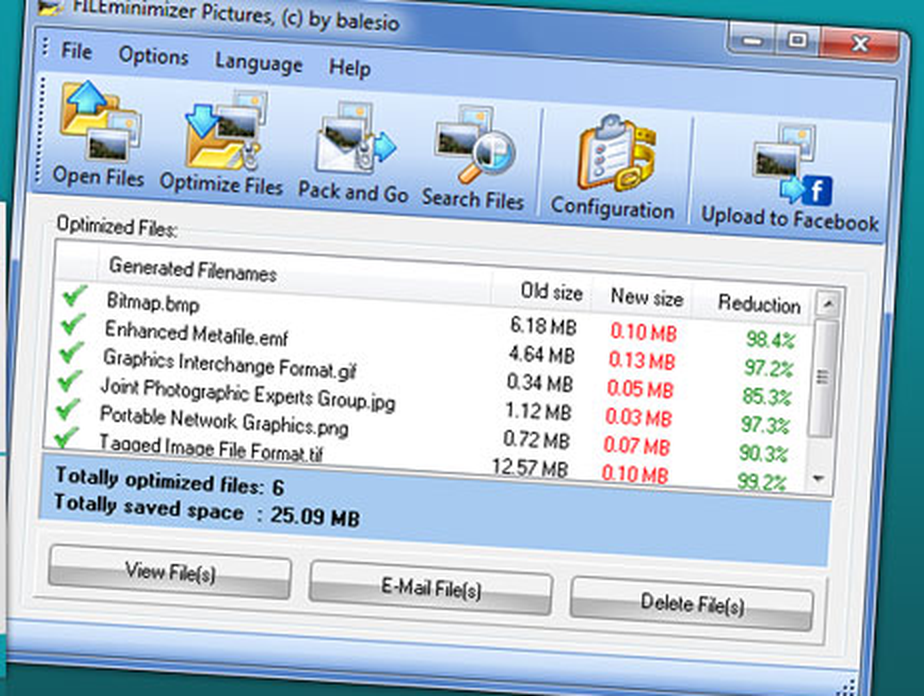 FILEminimizer Pictures, (c) by balesio
File Options Language Help
Open Files Optimize Files Pack and Go Search Files Configuration Upload to Facebook
Optimized Files:
Generated Filenames Old size New size Reduction
Bitmap.bmp 6.18 MB 0.10 MB 98.4%
Enhanced Metafile.emf 4.64 MB 0.13 MB 97.2%
Graphics Interchange Format.gif 0.34 MB 0.05 MB 85.3%
Joint Photographic Experts Group.jpg 1.12 MB 0.03 MB 97.3%
Portable Network Graphics.png 0.72 MB 0.07 MB 90.3%
Tagged Image File Format.tif 12.57 MB 0.10 MB 99.2%
Totally optimized files: 6
Totally saved space : 25.09 MB
View File(s) E-Mail File(s) Delete File(s)